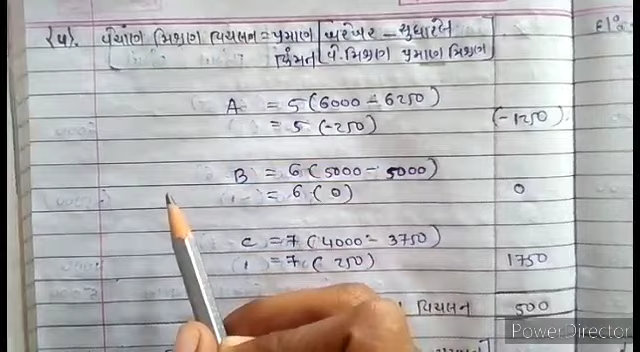 (૫) વેચાણ મિશ્રણ વિચલન = પ્રમાણ [ ખરેખર – સુધારેલ
કિંમત વે. મિશ્રણ પ્રમાણ મિશ્રણ ]
A = 5 (6000 – 6250)
= 5 (-250) (-1250)
B = 6 (5000 – 5000)
= 6 (0) 0
C = 7 (4000 – 3750)
= 7 (250) 1750
વિચલન 500
PowerDirector